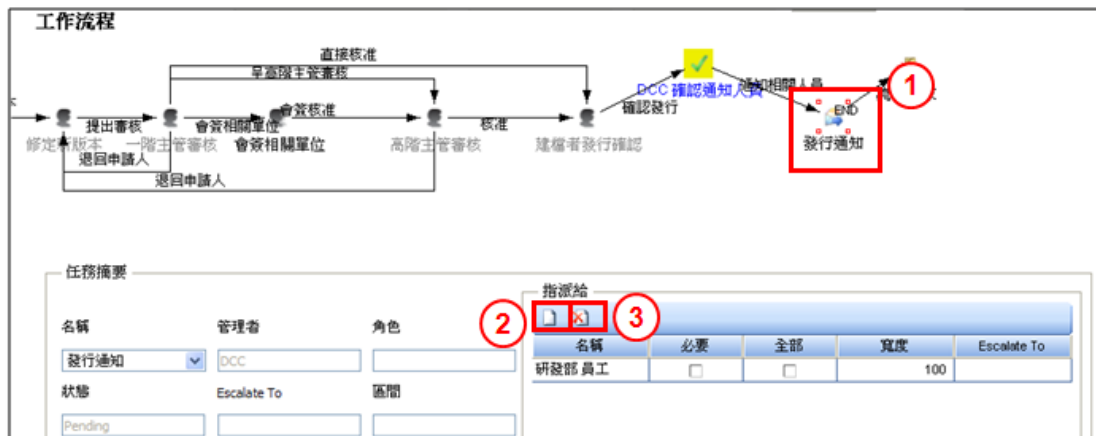 工作流程
直接核准
呈高階主管審核
DCC 確認通知人員
通知相關人員
1
會簽核准
確認發行
END
提出審核
會簽相關單位
核准
一階主管審核
會簽相關單位
高階主管審核
建檔者發行確認
發行通知
退回申請人
退回申請人
任務摘要
指派給
2
3
名稱 管理者 角色
名稱 必要 全部 寬度 Escalate To
發行通知 DCC
研發部 員工 100
狀態 Escalate To 區間
Pending